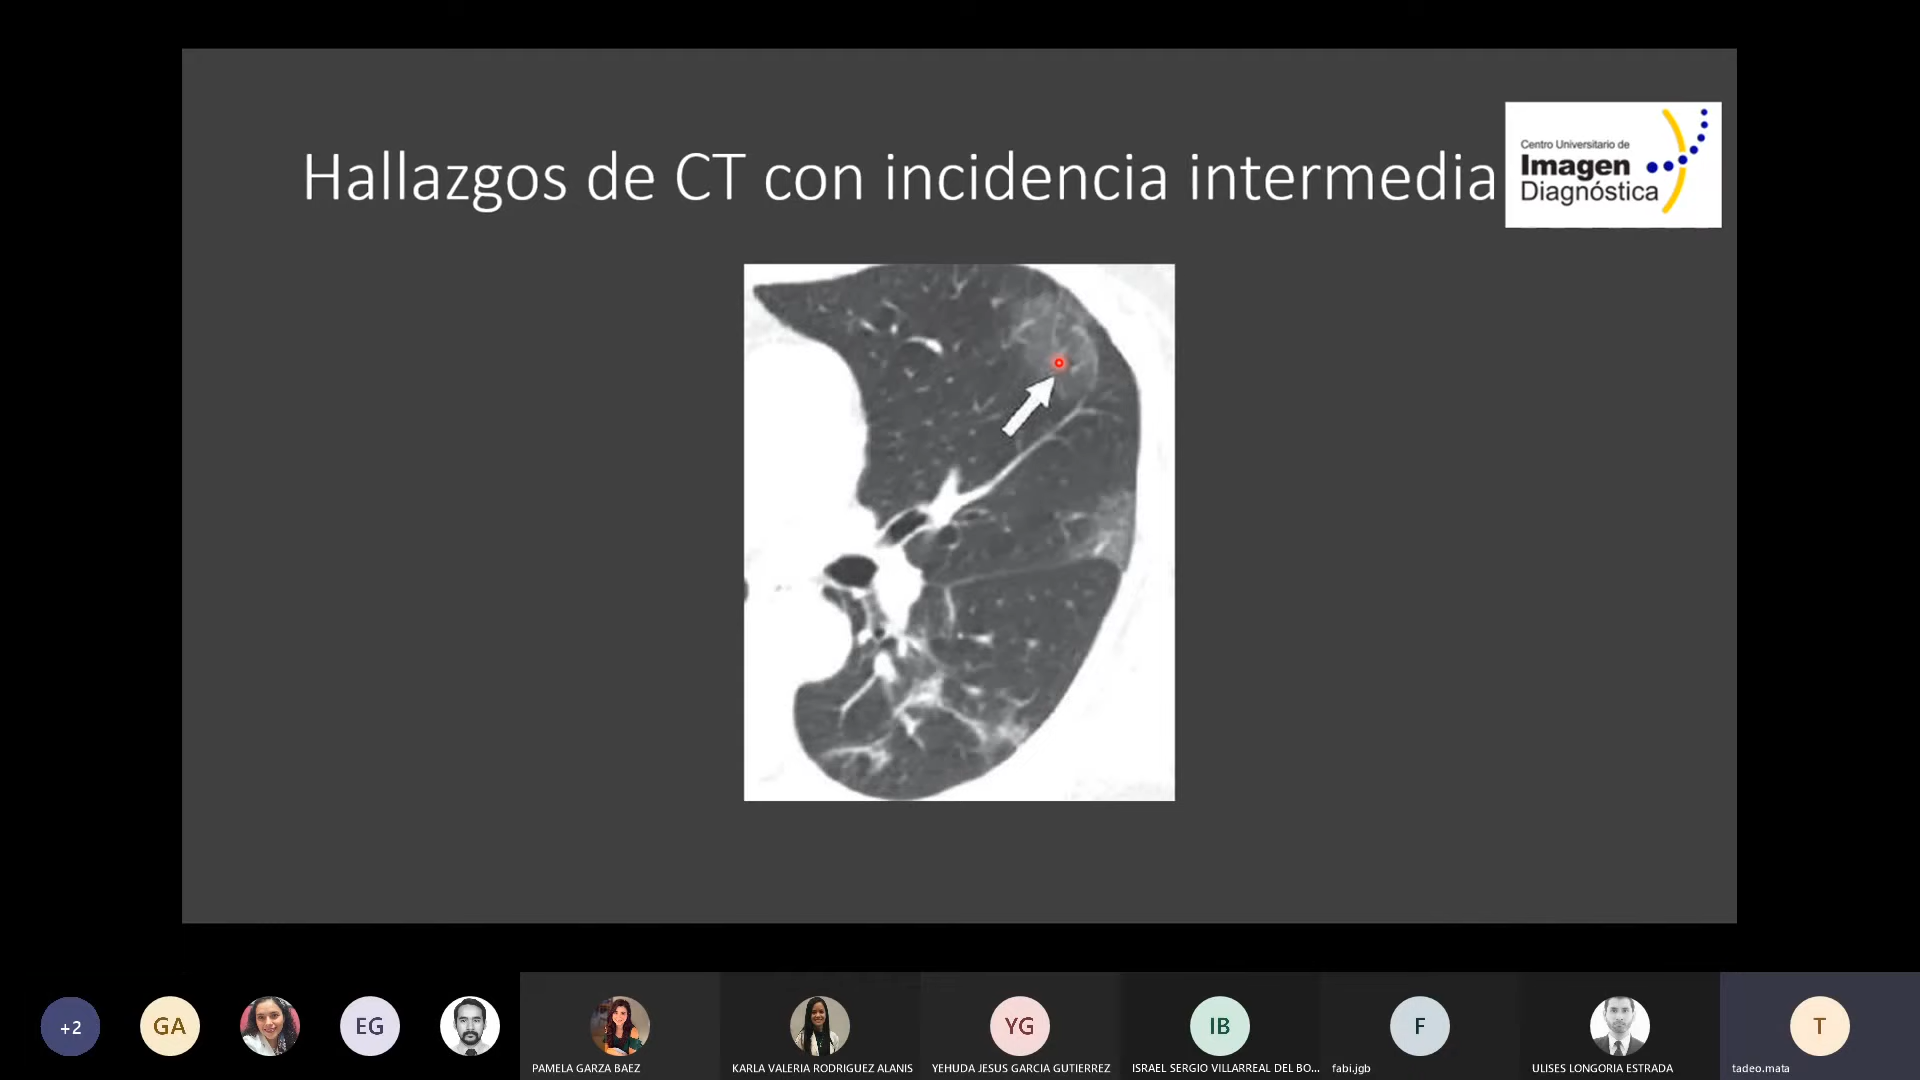 Hallazgos de CT con incidencia intermedia
Centro Universitario de
Imagen
Diagnóstica
+2
GA
EG
YG
IB
F
T
PAMELA GARZA BAEZ
KARLA VALERIA RODRIGUEZ ALANIS
YEHUDA JESUS GARCIA GUTIERREZ
ISRAEL SERGIO VILLARREAL DEL BO...
fabi.jgb
ULISES LONGORIA ESTRADA
tadeo.mata